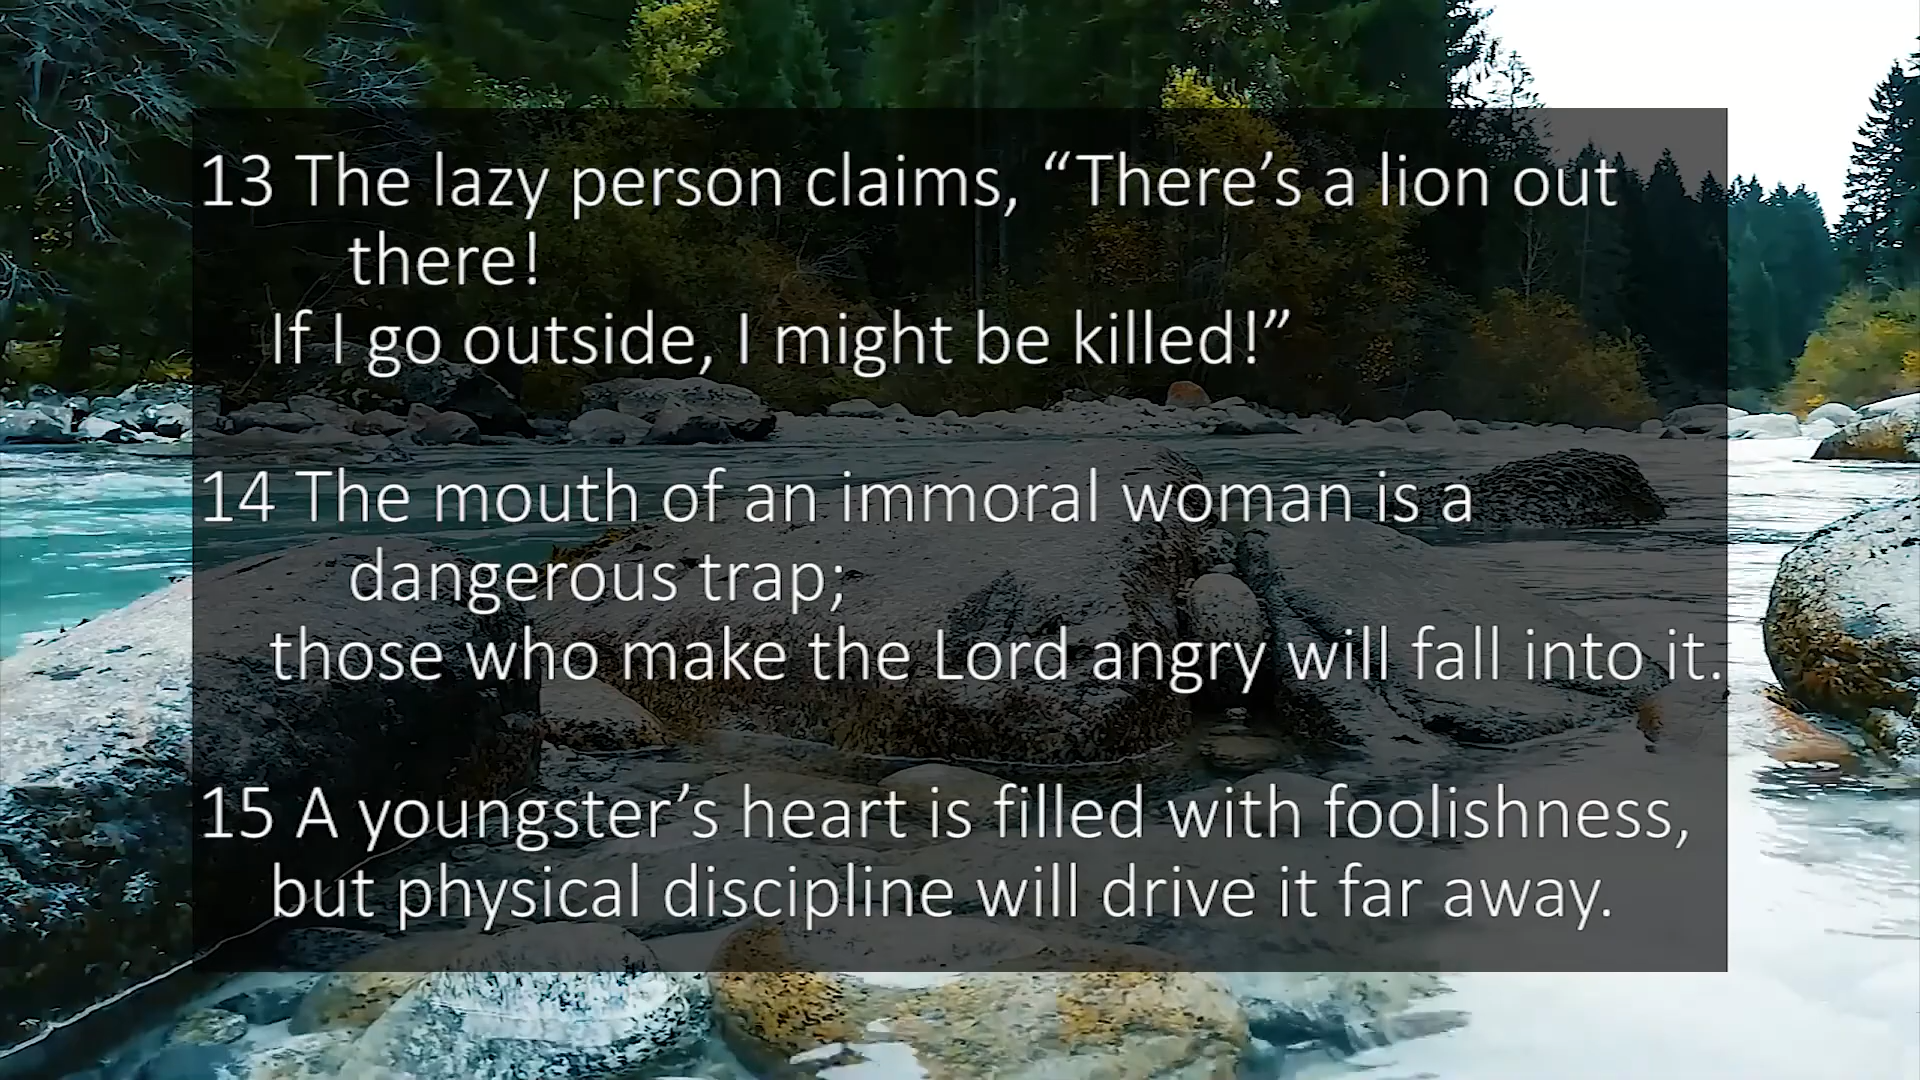 13 The lazy person claims, “There’s a lion out
there!
If I go outside, I might be killed!”
14 The mouth of an immoral woman is a
dangerous trap;
those who make the Lord angry will fall into it.
15 A youngster’s heart is filled with foolishness,
but physical discipline will drive it far away.